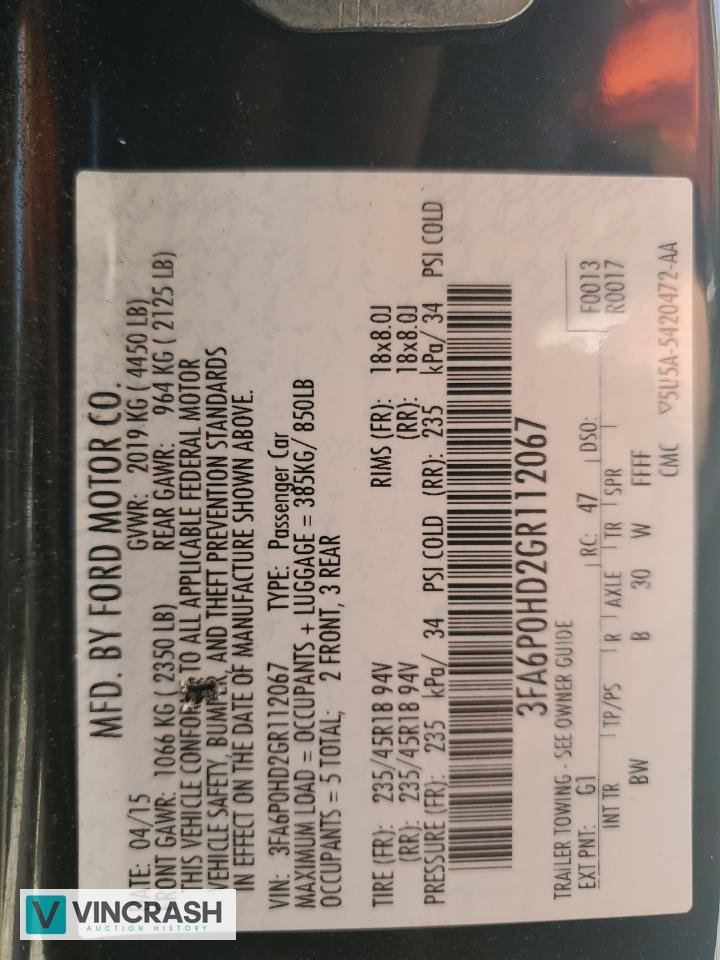 MFD. BY FORD MOTOR CO.
ATE: 04/15 GVWR: 2019 KG ( 4450 LB)
RONT GAWR: 1066 KG ( 2350 LB) REAR GAWR: 964 KG ( 2125 LB)
THIS VEHICLE TO ALL APPLICABLE FEDERAL MOTOR
VEHICLE SAFETY, AND THEFT PREVENTION STANDARDS
IN EFFECT ON THE DATE OF MANUFACTURE SHOWN ABOVE.
VIN: 3FA6P0HD2GR112067 TYPE: Passenger Car
MAXIMUM LOAD = OCCUPANTS + LUGGAGE = 385KG/ 850LB
OCCUPANTS = 5 TOTAL; 2 FRONT, 3 REAR
TIRE (FR): 235/45R18 94V RIMS (FR): 18x8.0J
(RR): 235/45R18 94V (RR): 18x8.0J
PRESSURE (FR): 235 kPa/ 34 PSI COLD (RR): 235 kPa/ 34 PSI COLD
3FA6P0HD2GR112067
TRAILER TOWING - SEE OWNER GUIDE
F0013
R0017
EXT PNT: G1 RC: 47 DSO:
INT TR TP/PS R AXLE TR SPR
BW B 30 W FFFF
CMC ▽5U5A-5420472-AA
VINCRASH
AUCTION HISTORY